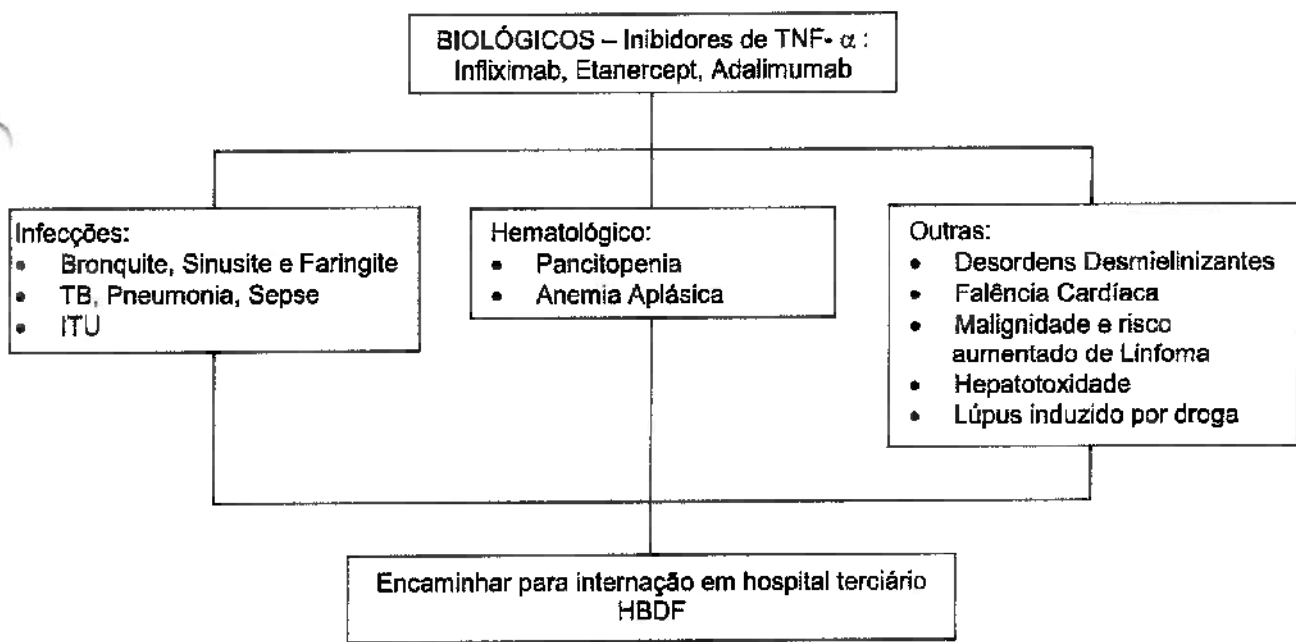 BIOLÓGICOS – Inibidores de TNF- α :
Infliximab, Etanercept, Adalimumab
Infecções:
• Bronquite, Sinusite e Faringite
• TB, Pneumonia, Sepse
• ITU
Hematológico:
• Pancitopenia
• Anemia Aplásica
Outras:
• Desordens Desmielinizantes
• Falência Cardíaca
• Malignidade e risco
aumentado de Linfoma
• Hepatotoxidade
• Lúpus induzido por droga
Encaminhar para internação em hospital terciário
HBDF